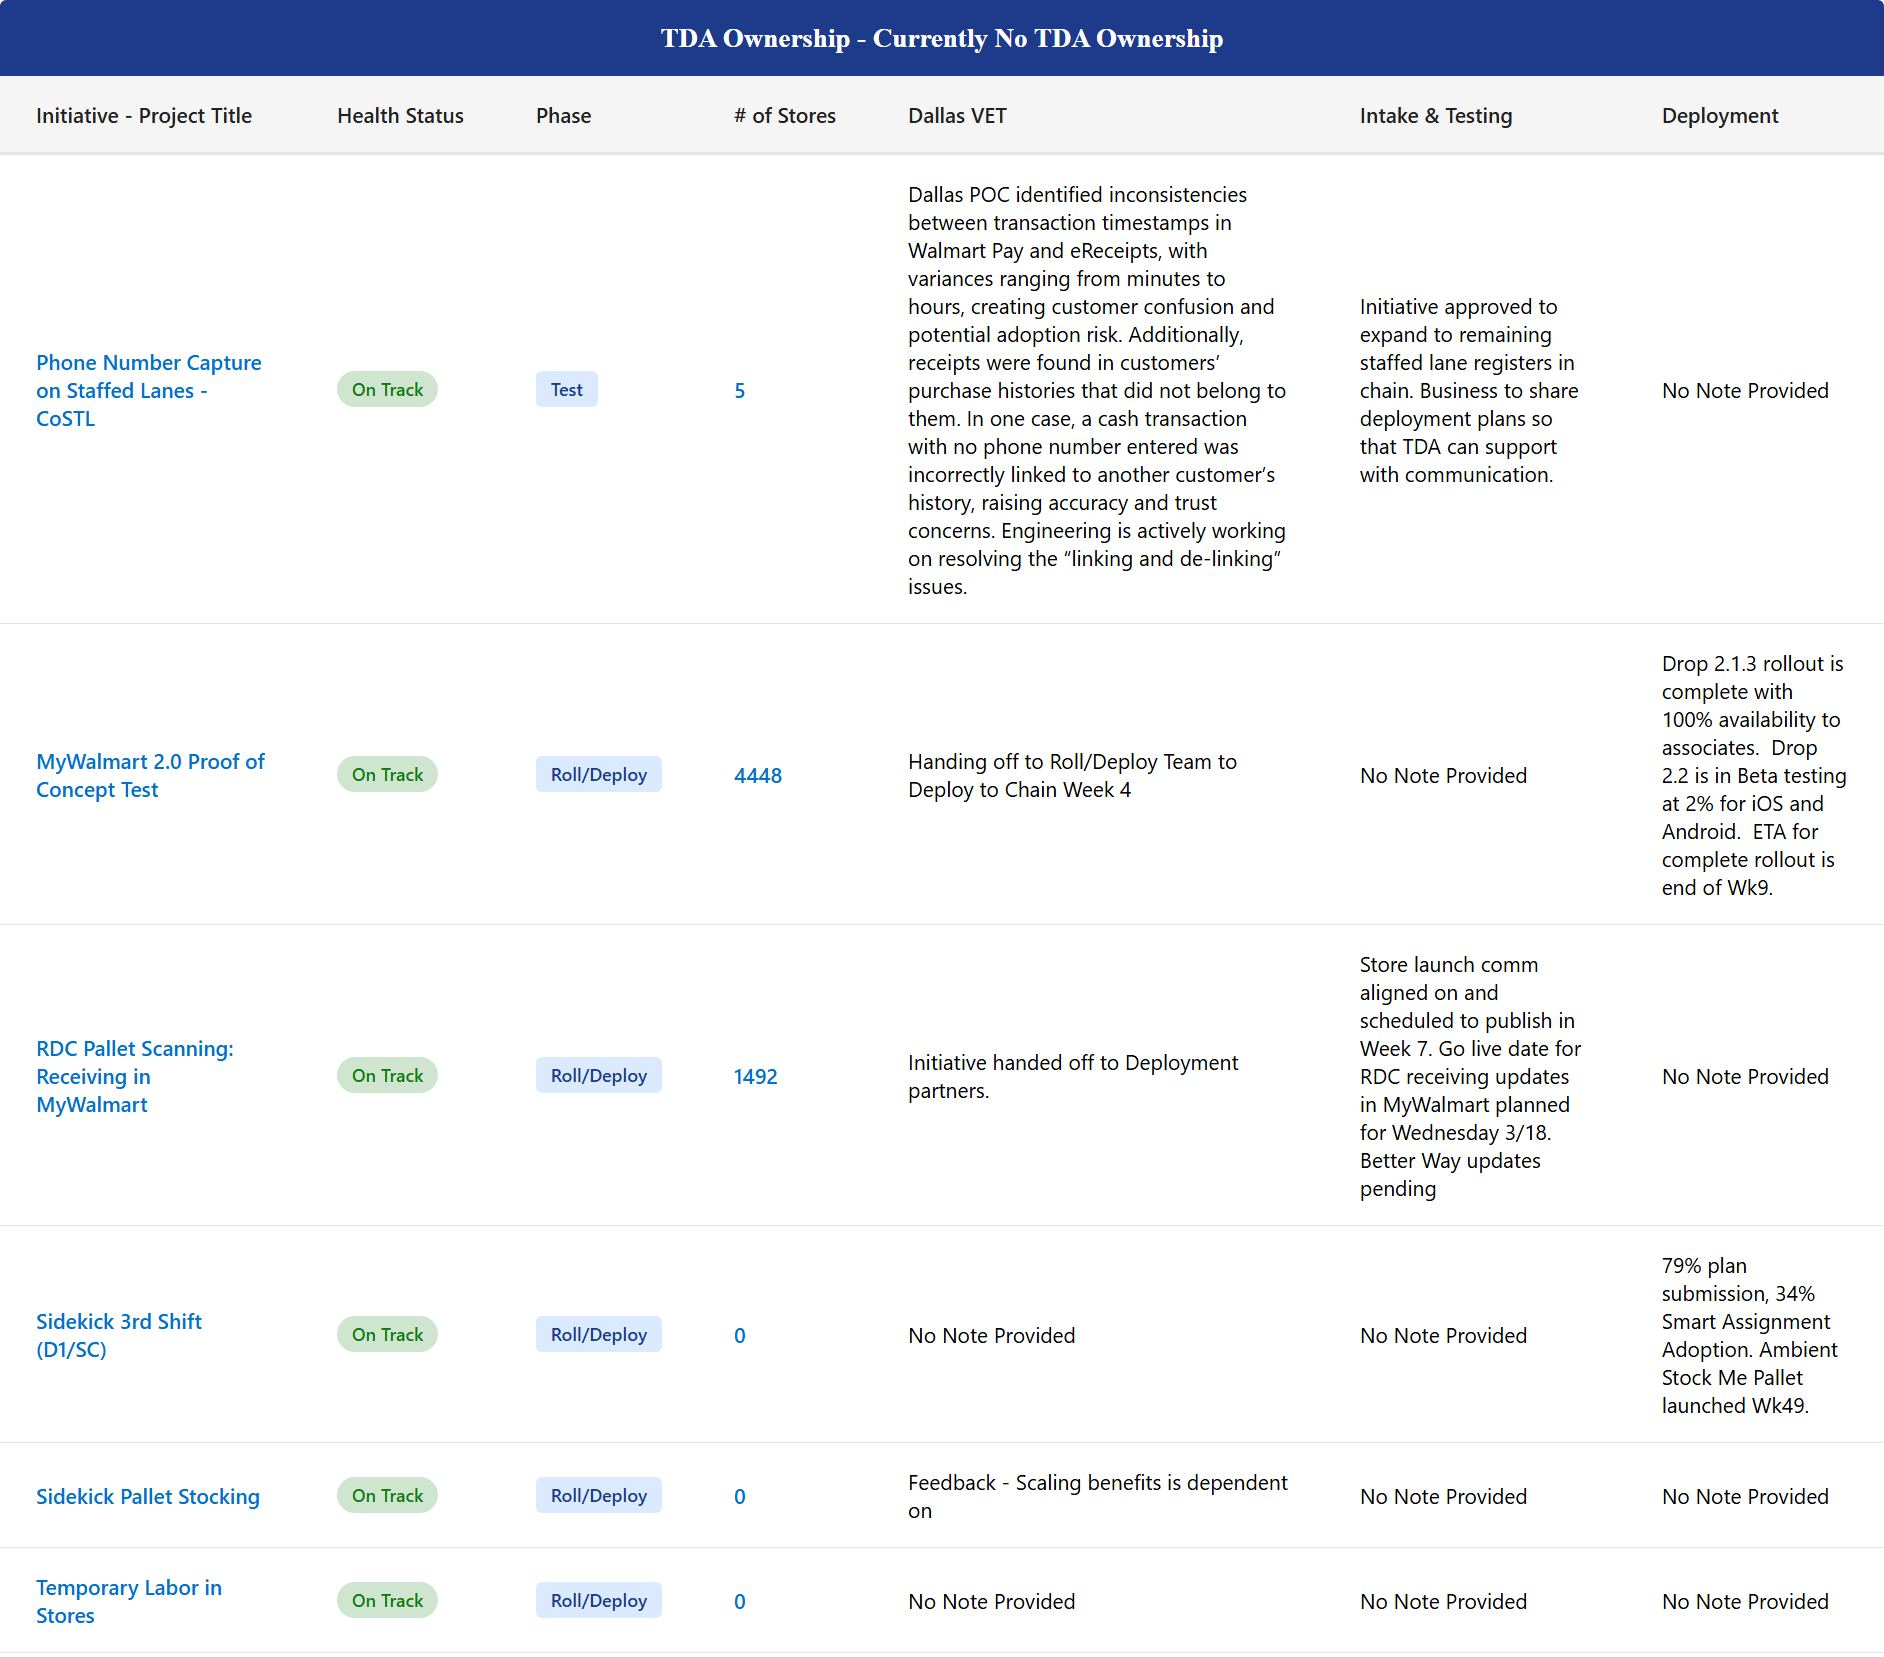 TDA Ownership - Currently No TDA Ownership
Initiative - Project Title
Health Status
Phase
# of Stores
Dallas VET
Intake & Testing
Deployment
Phone Number Capture
on Staffed Lanes -
CoSTL
On Track
Test
5
Dallas POC identified inconsistencies
between transaction timestamps in
Walmart Pay and eReceipts, with
variances ranging from minutes to
hours, creating customer confusion and
potential adoption risk. Additionally,
receipts were found in customers’
purchase histories that did not belong to
them. In one case, a cash transaction
with no phone number entered was
incorrectly linked to another customer’s
history, raising accuracy and trust
concerns. Engineering is actively working
on resolving the “linking and de-linking”
issues.
Initiative approved to
expand to remaining
staffed lane registers in
chain. Business to share
deployment plans so
that TDA can support
with communication.
No Note Provided
MyWalmart 2.0 Proof of
Concept Test
On Track
Roll/Deploy
4448
Handing off to Roll/Deploy Team to
Deploy to Chain Week 4
No Note Provided
Drop 2.1.3 rollout is
complete with
100% availability to
associates.  Drop
2.2 is in Beta testing
at 2% for iOS and
Android.  ETA for
complete rollout is
end of Wk9.
RDC Pallet Scanning:
Receiving in
MyWalmart
On Track
Roll/Deploy
1492
Initiative handed off to Deployment
partners.
Store launch comm
aligned on and
scheduled to publish in
Week 7. Go live date for
RDC receiving updates
in MyWalmart planned
for Wednesday 3/18.
Better Way updates
pending
No Note Provided
Sidekick 3rd Shift
(D1/SC)
On Track
Roll/Deploy
0
No Note Provided
No Note Provided
79% plan
submission, 34%
Smart Assignment
Adoption. Ambient
Stock Me Pallet
launched Wk49.
Sidekick Pallet Stocking
On Track
Roll/Deploy
0
Feedback - Scaling benefits is dependent
on
No Note Provided
No Note Provided
Temporary Labor in
Stores
On Track
Roll/Deploy
0
No Note Provided
No Note Provided
No Note Provided